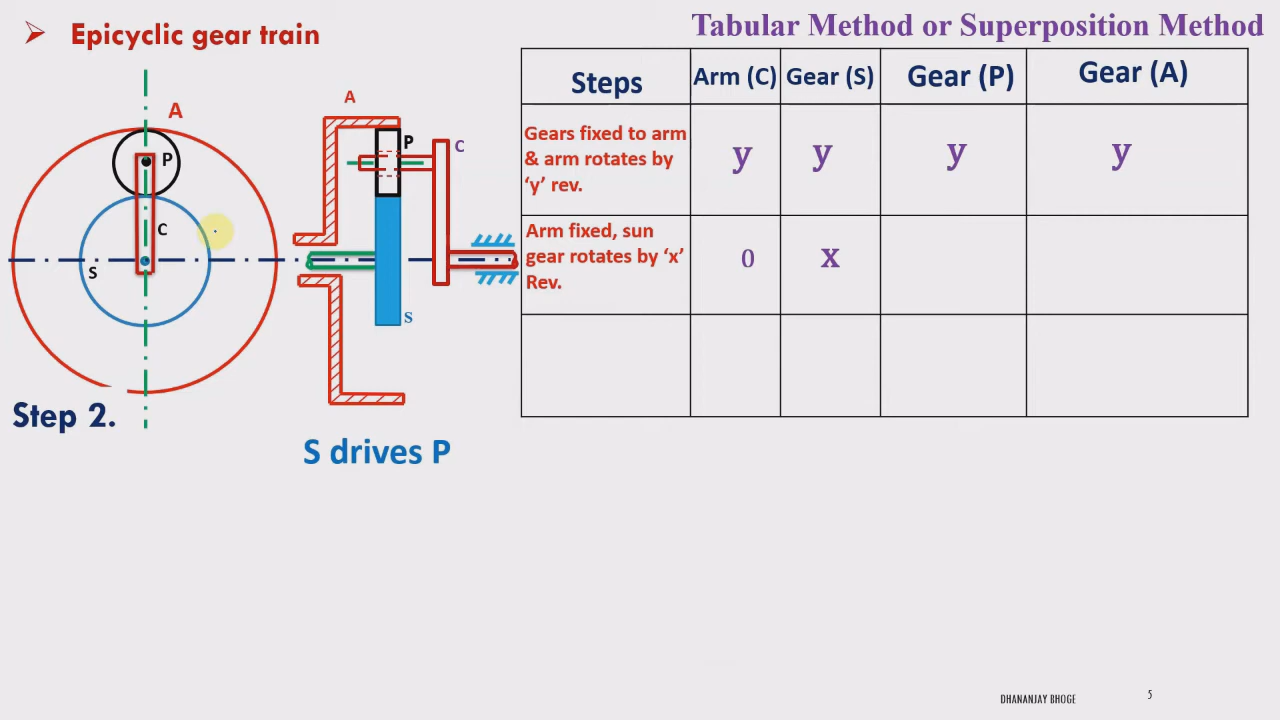 Epicyclic gear train
Tabular Method or Superposition Method
A
P
C
S
A
P
C
S
Step 2.
S drives P
Steps
Arm (C)
Gear (S)
Gear (P)
Gear (A)
Gears fixed to arm
& arm rotates by
‘y’ rev.
y
y
y
y
Arm fixed, sun
gear rotates by ‘x’
Rev.
0
x
DHANANJAY BHOGE
5